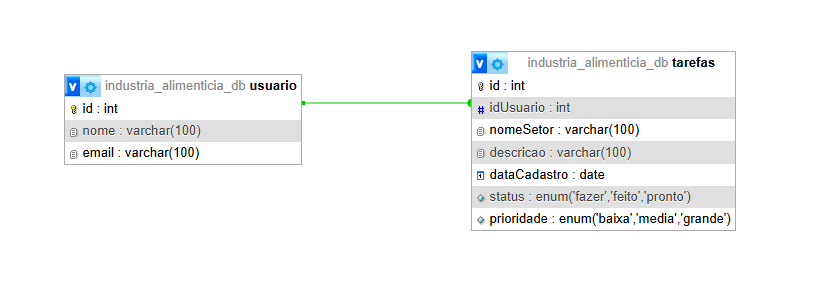 industria_alimenticia_db usuario
id : int
nome : varchar(100)
email : varchar(100)
industria_alimenticia_db tarefas
id : int
# idUsuario : int
nomeSetor : varchar(100)
descricao : varchar(100)
dataCadastro : date
status : enum('fazer','feito','pronto')
prioridade : enum('baixa','media','grande')